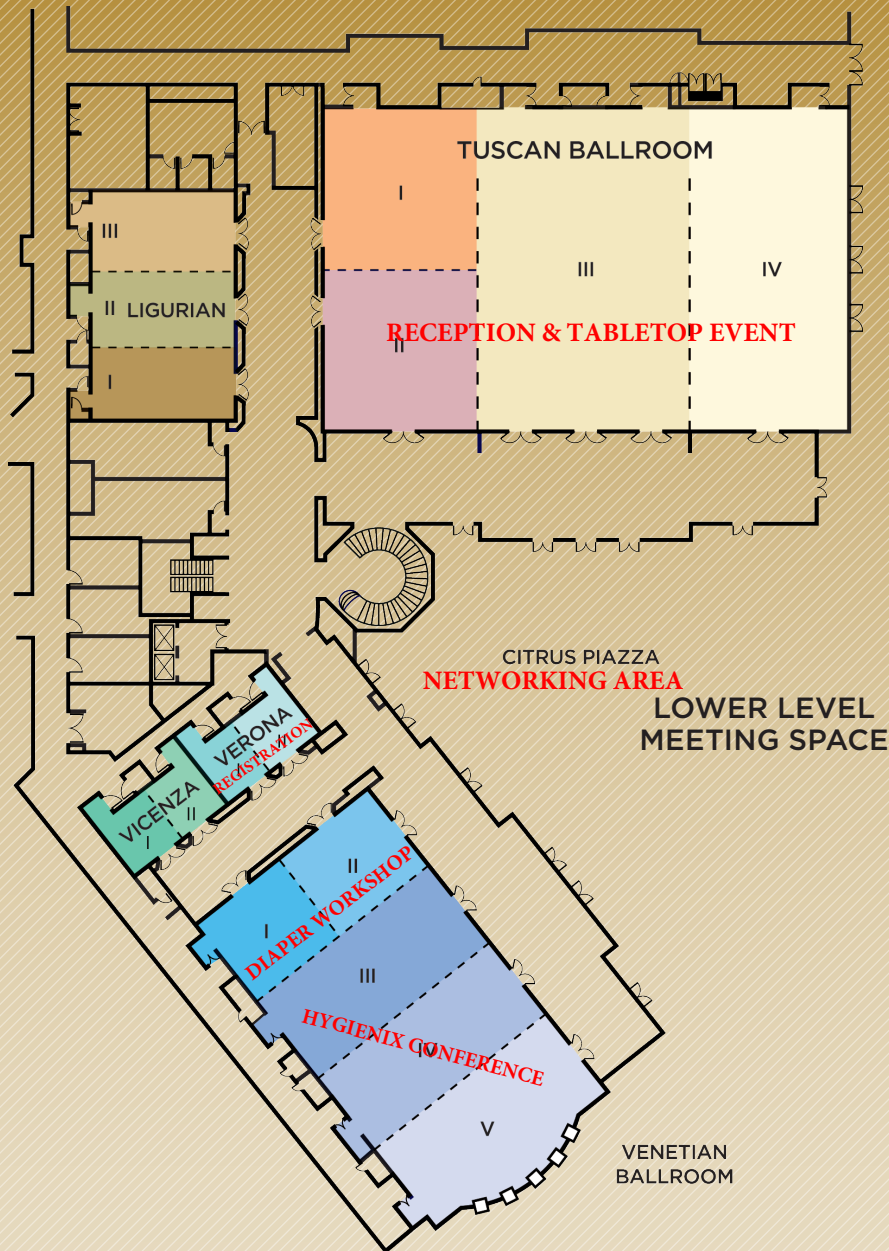 TUSCAN BALLROOM
I
III
IV
II
RECEPTION & TABLETOP EVENT
III
II LIGURIAN
I
CITRUS PIAZZA
NETWORKING AREA
LOWER LEVEL
MEETING SPACE
I
VERONA
II
REGISTRATION
VICENZA
I
II
II
I
DIAPER WORKSHOP
III
HYGIENIX CONFERENCE
IV
V
VENETIAN
BALLROOM